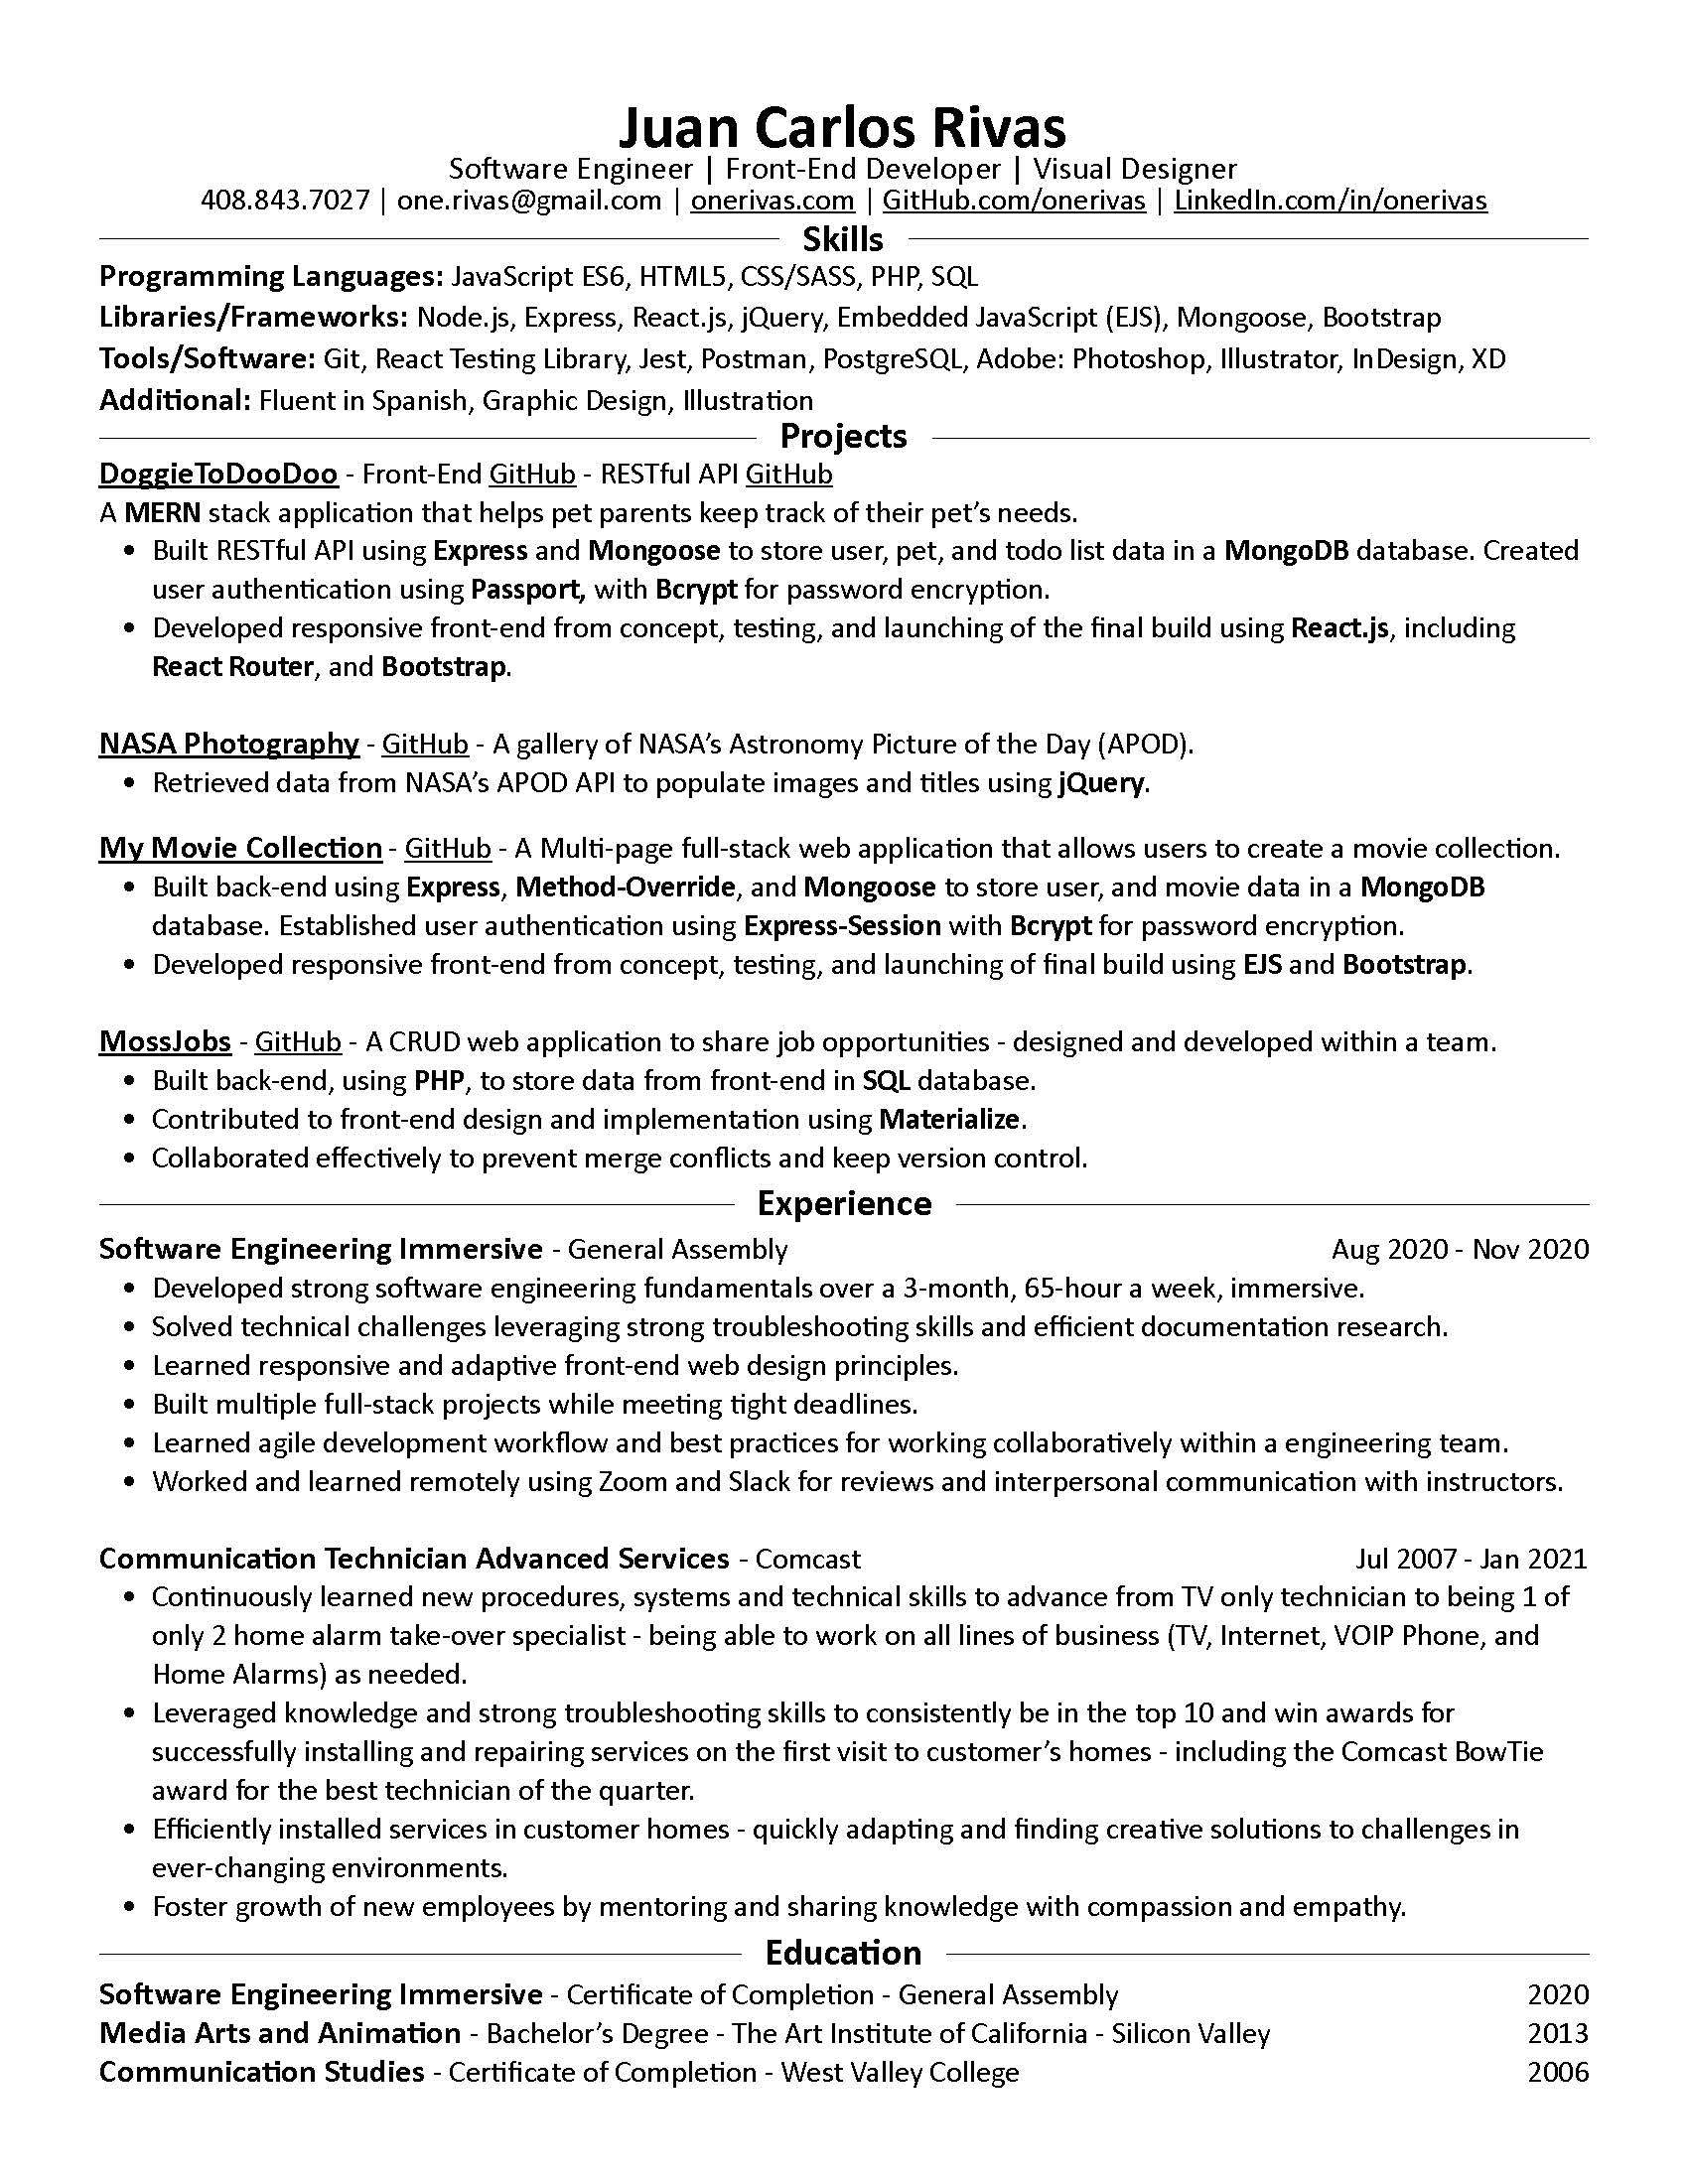 Juan Carlos Rivas
Software Engineer | Front-End Developer | Visual Designer
408.843.7027 | one.rivas@gmail.com | onerivas.com | GitHub.com/onerivas | LinkedIn.com/in/onerivas
Skills
Programming Languages: JavaScript ES6, HTML5, CSS/SASS, PHP, SQL
Libraries/Frameworks: Node.js, Express, React.js, jQuery, Embedded JavaScript (EJS), Mongoose, Bootstrap
Tools/Software: Git, React Testing Library, Jest, Postman, PostgreSQL, Adobe: Photoshop, Illustrator, InDesign, XD
Additional: Fluent in Spanish, Graphic Design, Illustration
Projects
DoggieToDooDoo - Front-End GitHub - RESTful API GitHub
A MERN stack application that helps pet parents keep track of their pet’s needs.
• Built RESTful API using Express and Mongoose to store user, pet, and todo list data in a MongoDB database. Created
user authentication using Passport, with Bcrypt for password encryption.
• Developed responsive front-end from concept, testing, and launching of the final build using React.js, including
React Router, and Bootstrap.
NASA Photography - GitHub - A gallery of NASA’s Astronomy Picture of the Day (APOD).
• Retrieved data from NASA’s APOD API to populate images and titles using jQuery.
My Movie Collection - GitHub - A Multi-page full-stack web application that allows users to create a movie collection.
• Built back-end using Express, Method-Override, and Mongoose to store user, and movie data in a MongoDB
database. Established user authentication using Express-Session with Bcrypt for password encryption.
• Developed responsive front-end from concept, testing, and launching of final build using EJS and Bootstrap.
MossJobs - GitHub - A CRUD web application to share job opportunities - designed and developed within a team.
• Built back-end, using PHP, to store data from front-end in SQL database.
• Contributed to front-end design and implementation using Materialize.
• Collaborated effectively to prevent merge conflicts and keep version control.
Experience
Software Engineering Immersive - General Assembly Aug 2020 - Nov 2020
• Developed strong software engineering fundamentals over a 3-month, 65-hour a week, immersive.
• Solved technical challenges leveraging strong troubleshooting skills and efficient documentation research.
• Learned responsive and adaptive front-end web design principles.
• Built multiple full-stack projects while meeting tight deadlines.
• Learned agile development workflow and best practices for working collaboratively within a engineering team.
• Worked and learned remotely using Zoom and Slack for reviews and interpersonal communication with instructors.
Communication Technician Advanced Services - Comcast Jul 2007 - Jan 2021
• Continuously learned new procedures, systems and technical skills to advance from TV only technician to being 1 of
only 2 home alarm take-over specialist - being able to work on all lines of business (TV, Internet, VOIP Phone, and
Home Alarms) as needed.
• Leveraged knowledge and strong troubleshooting skills to consistently be in the top 10 and win awards for
successfully installing and repairing services on the first visit to customer’s homes - including the Comcast BowTie
award for the best technician of the quarter.
• Efficiently installed services in customer homes - quickly adapting and finding creative solutions to challenges in
ever-changing environments.
• Foster growth of new employees by mentoring and sharing knowledge with compassion and empathy.
Education
Software Engineering Immersive - Certificate of Completion - General Assembly 2020
Media Arts and Animation - Bachelor’s Degree - The Art Institute of California - Silicon Valley 2013
Communication Studies - Certificate of Completion - West Valley College 2006